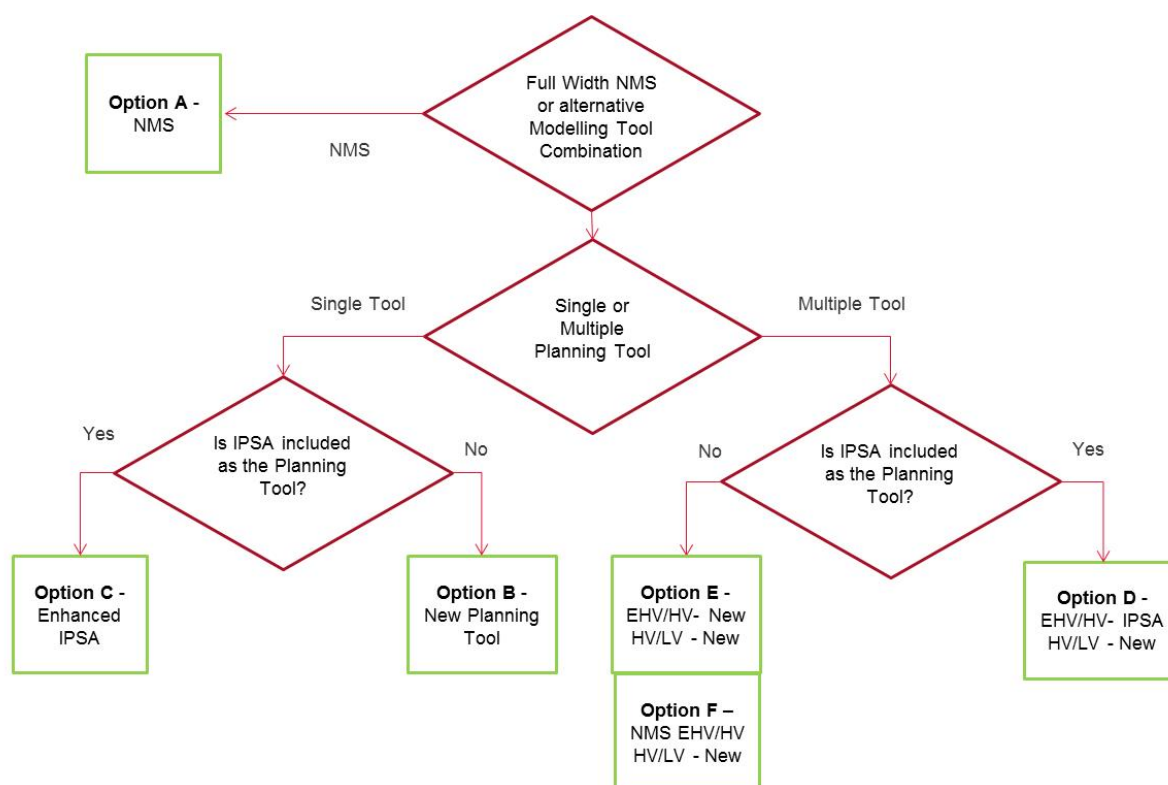 Full Width NMS
or alternative
Modelling Tool
Combination
Option A -
NMS
NMS
Single or
Multiple
Planning Tool
Single Tool
Multiple Tool
Is IPSA included
as the Planning
Tool?
Yes
No
Is IPSA included
as the Planning
Tool?
No
Yes
Option C -
Enhanced
IPSA
Option B -
New Planning
Tool
Option E -
EHV/HV- New
HV/LV - New
Option D -
EHV/HV- IPSA
HV/LV - New
Option F –
NMS EHV/HV
HV/LV - New